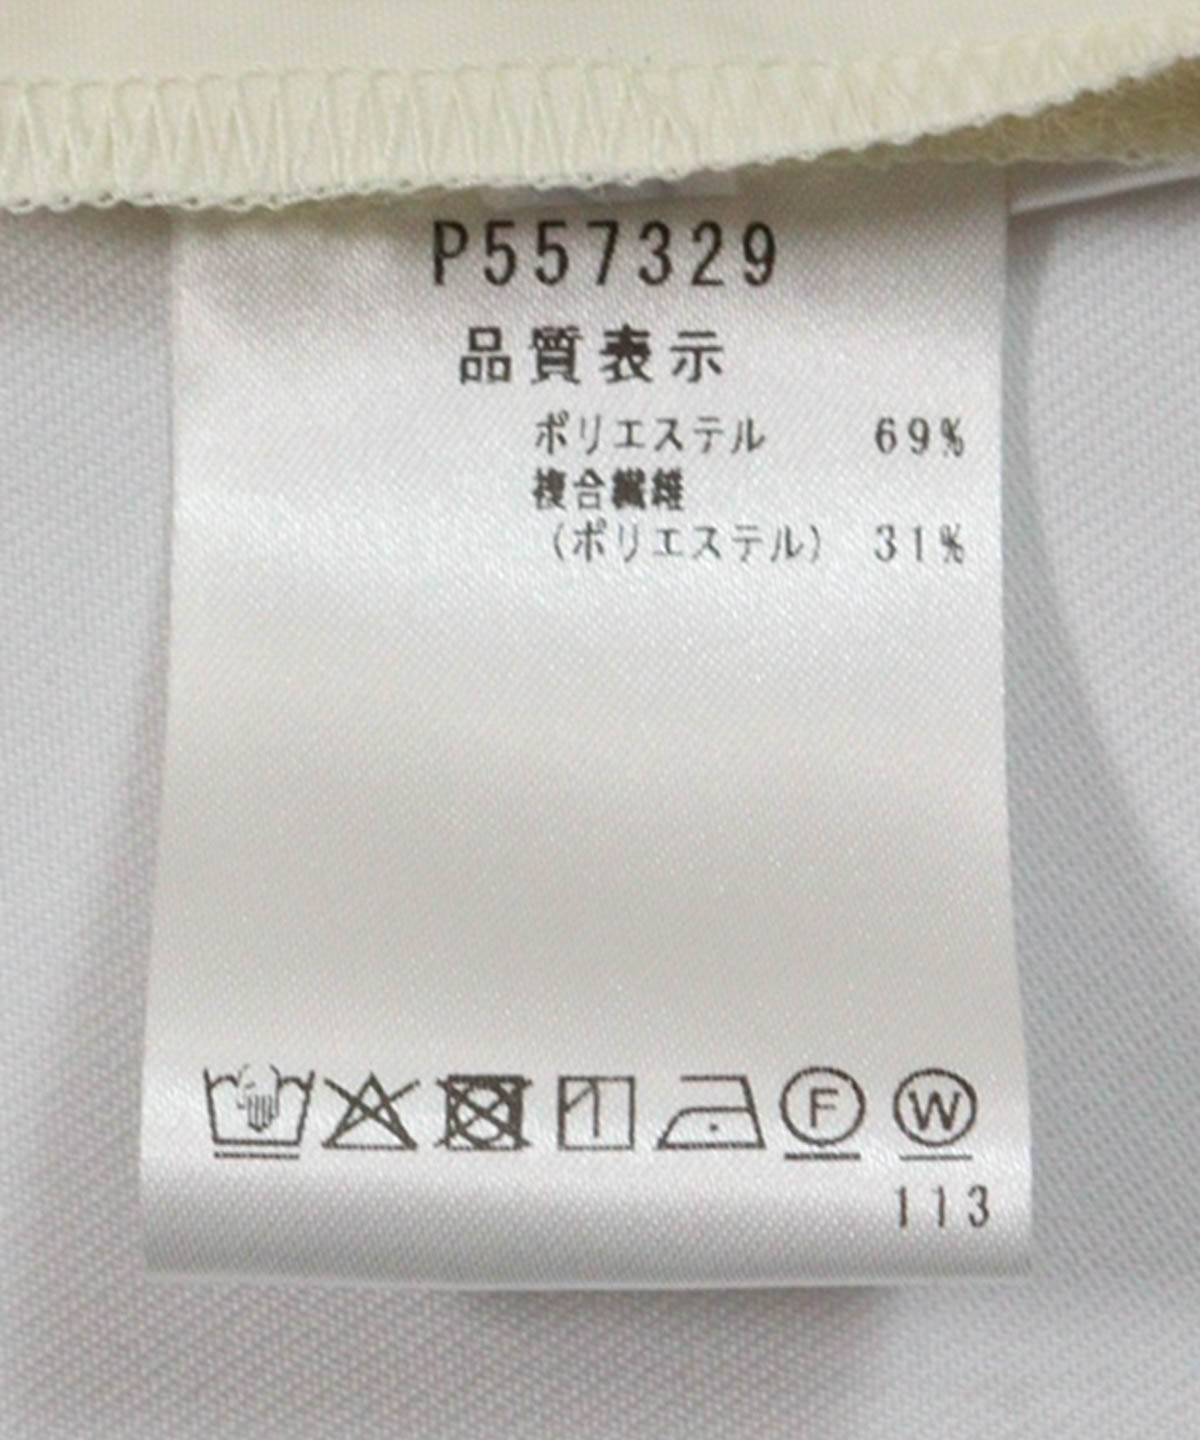 P557329
品質表示
ポリエステル 69%
複合繊維
(ポリエステル) 31%
F W
113